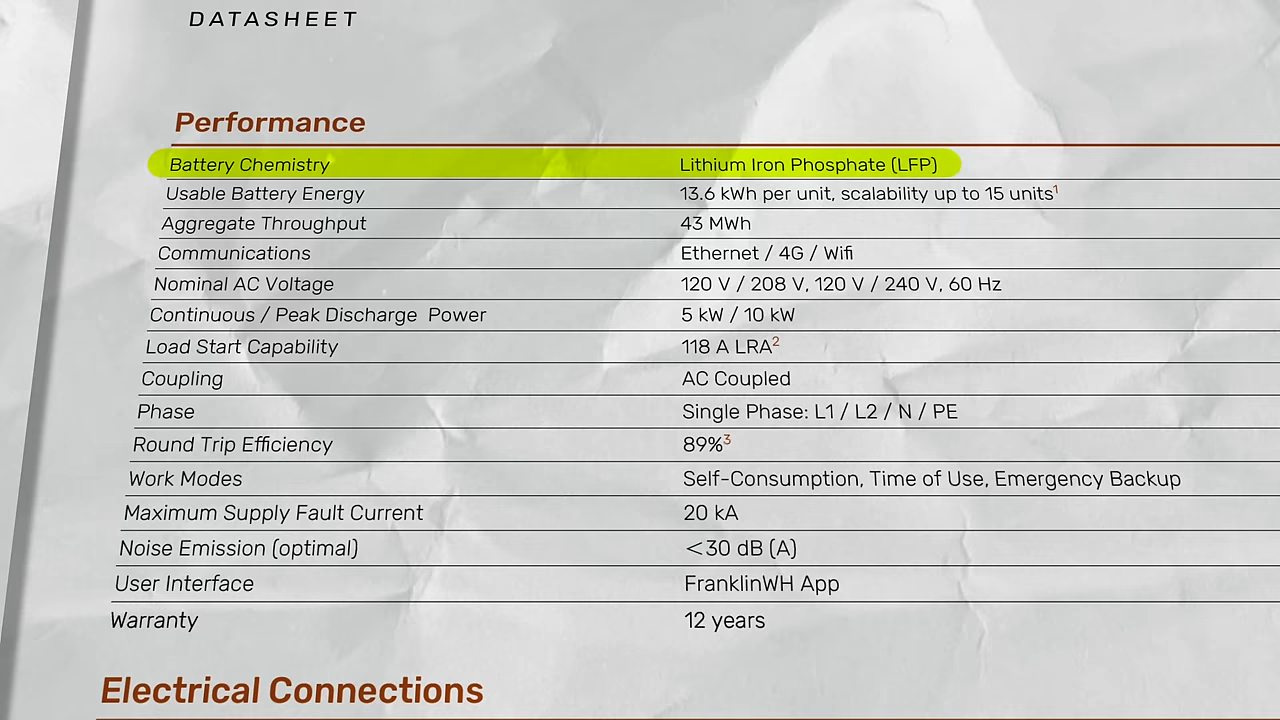 DATASHEET
Performance
Battery Chemistry Lithium Iron Phosphate (LFP)
Usable Battery Energy 13.6 kWh per unit, scalability up to 15 units¹
Aggregate Throughput 43 MWh
Communications Ethernet / 4G / Wifi
Nominal AC Voltage 120 V / 208 V, 120 V / 240 V, 60 Hz
Continuous / Peak Discharge Power 5 kW / 10 kW
Load Start Capability 118 A LRA²
Coupling AC Coupled
Phase Single Phase: L1 / L2 / N / PE
Round Trip Efficiency 89%³
Work Modes Self-Consumption, Time of Use, Emergency Backup
Maximum Supply Fault Current 20 kA
Noise Emission (optimal) <30 dB (A)
User Interface FranklinWH App
Warranty 12 years
Electrical Connections